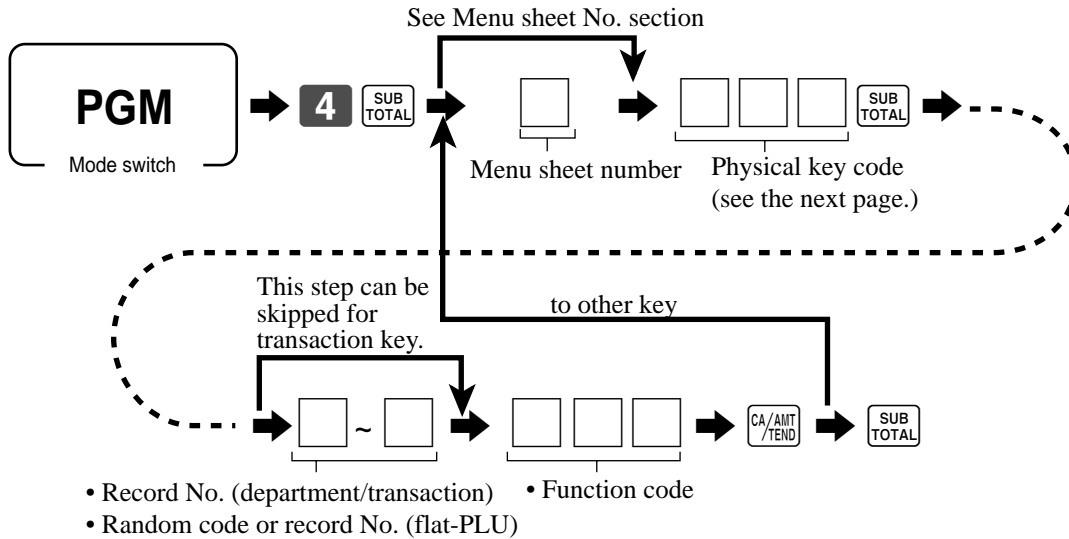 See Menu sheet No. section
PGM
Mode switch
4
SUB
TOTAL
SUB
TOTAL
Menu sheet number
Physical key code
(see the next page.)
This step can be
skipped for
transaction key.
to other key
~
CA/AMT
/TEND
SUB
TOTAL
• Record No. (department/transaction)
• Function code
• Random code or record No. (flat-PLU)